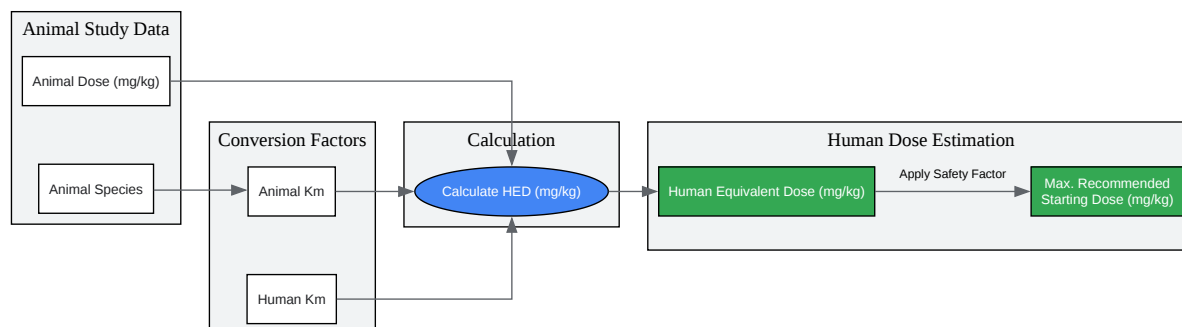 Animal Study Data
Animal Dose (mg/kg)
Animal Species
Conversion Factors
Animal Km
Human Km
Calculation
Calculate HED (mg/kg)
Human Dose Estimation
Human Equivalent Dose (mg/kg)
Apply Safety Factor
Max. Recommended
Starting Dose (mg/kg)